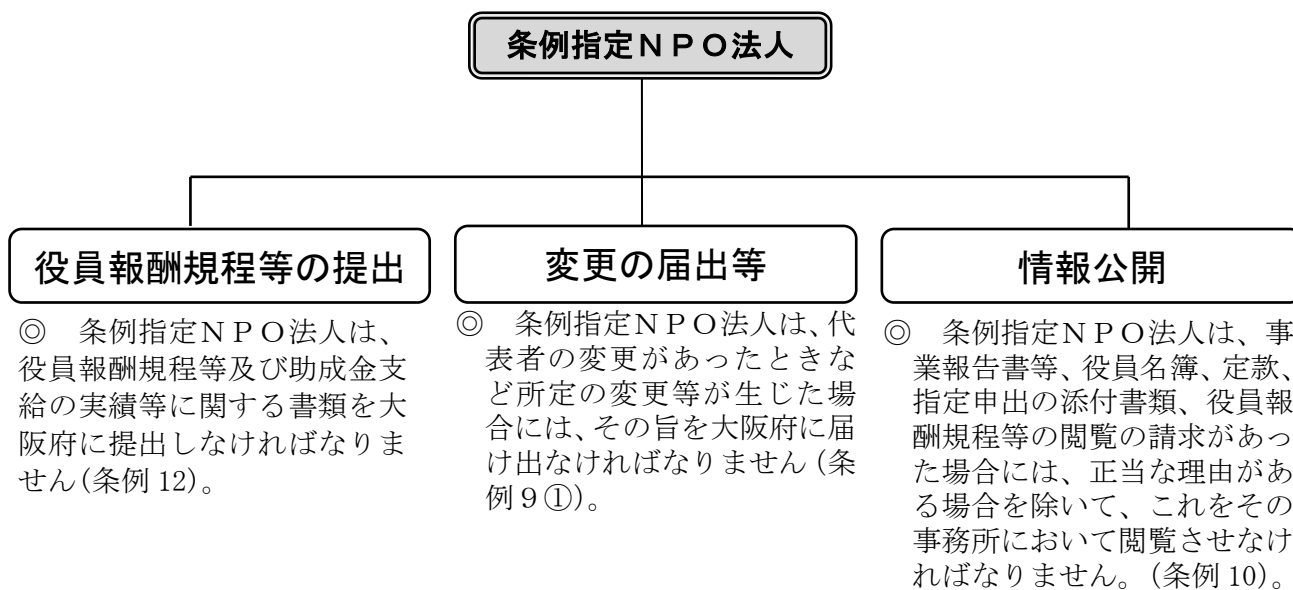 条例指定ＮＰＯ法人
役員報酬規程等の提出
◎　条例指定ＮＰＯ法人は、
役員報酬規程等及び助成金支
給の実績等に関する書類を大
阪府に提出しなければなりま
せん(条例 12)。
変更の届出等
◎　条例指定ＮＰＯ法人は、代
表者の変更があったときな
ど所定の変更等が生じた場
合には、その旨を大阪府に届
け出なければなりません (条
例９①)。
情報公開
◎　条例指定ＮＰＯ法人は、事
業報告書等、役員名簿、定款、
指定申出の添付書類、役員報
酬規程等の閲覧の請求があっ
た場合には、正当な理由があ
る場合を除いて、これをその
事務所において閲覧させなけ
ればなりません。(条例 10)。